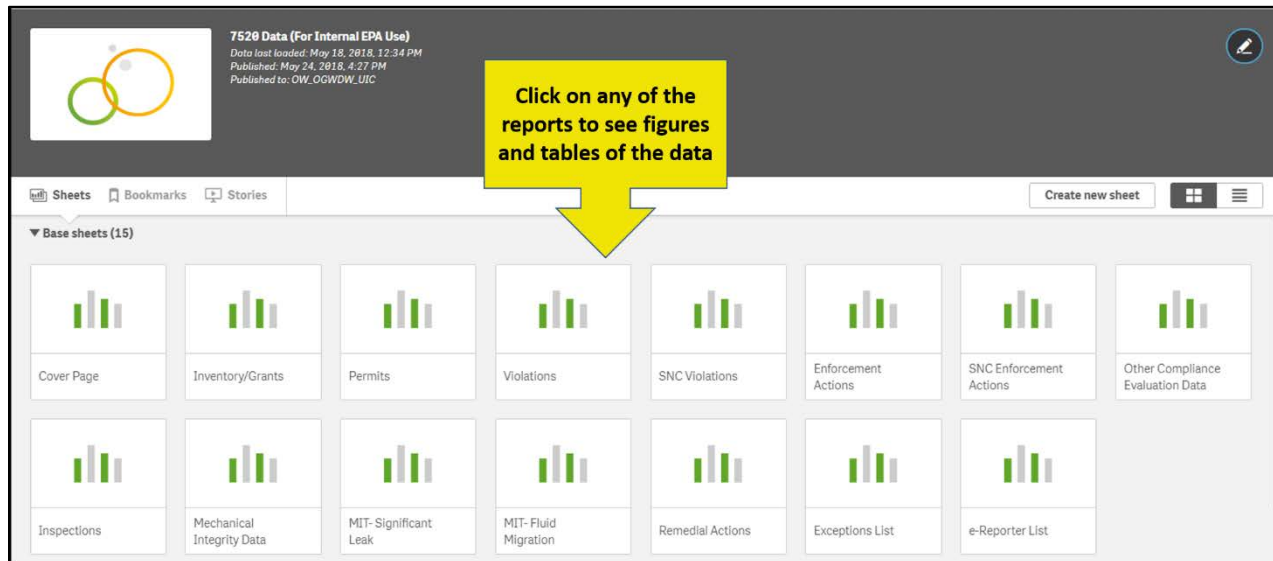 7520 Data (For Internal EPA Use)
Data last loaded: May 18, 2018, 12:34 PM
Published: May 24, 2018, 4:27 PM
Published to: OW_OGWDW_UIC
Click on any of the
reports to see figures
and tables of the data
Sheets Bookmarks Stories Create new sheet
Base sheets (15)
Cover Page
Inventory/Grants
Permits
Violations
SNC Violations
Enforcement
Actions
SNC Enforcement
Actions
Other Compliance
Evaluation Data
Inspections
Mechanical
Integrity Data
MIT- Significant
Leak
MIT- Fluid
Migration
Remedial Actions
Exceptions List
e-Reporter List